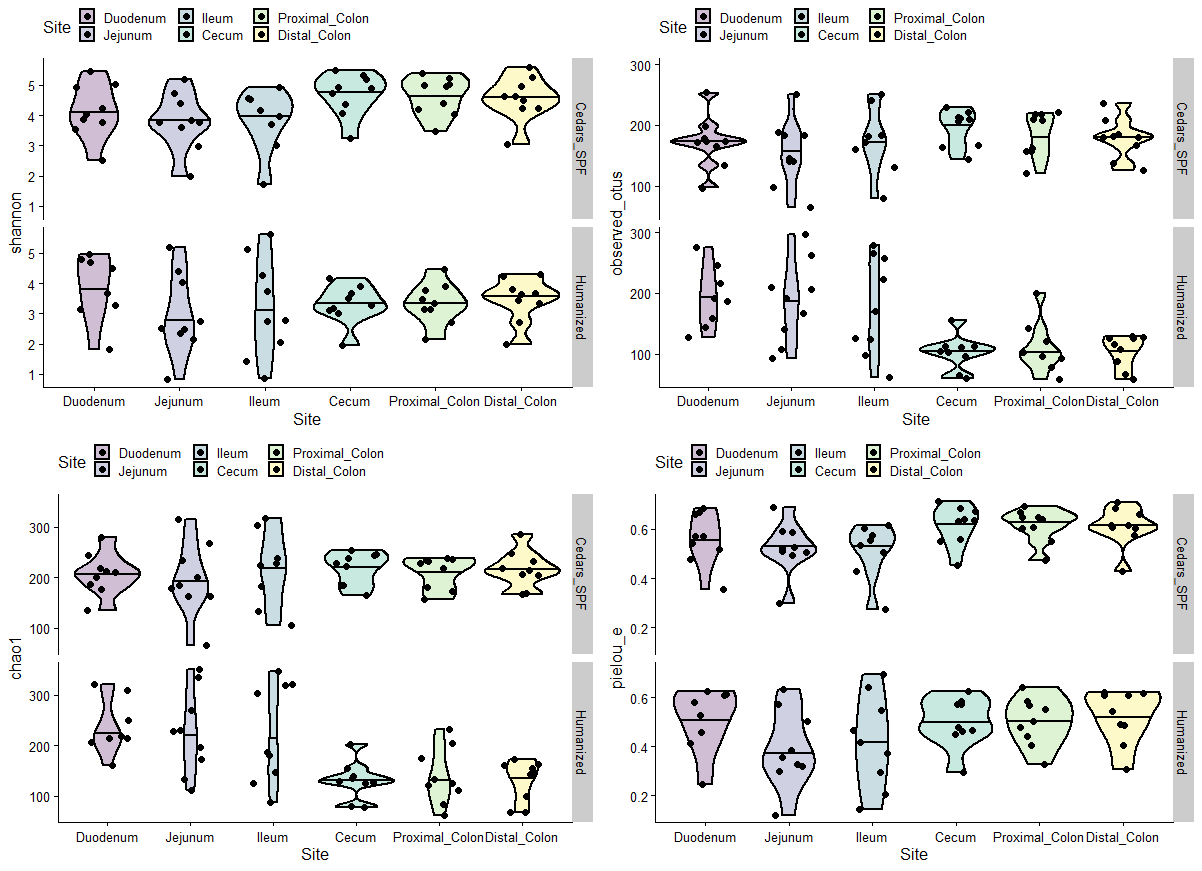 Site Duodenum Ileum Proximal_Colon
Jejunum Cecum Distal_Colon
shannon
5
4
3
2
1
Cedars_SPF
5
4
3
2
1
Humanized
Duodenum Jejunum Ileum Cecum Proximal_Colon Distal_Colon
Site
Site Duodenum Ileum Proximal_Colon
Jejunum Cecum Distal_Colon
observed_otus
300
200
100
Cedars_SPF
300
200
100
Humanized
Duodenum Jejunum Ileum Cecum Proximal_Colon Distal_Colon
Site
Site Duodenum Ileum Proximal_Colon
Jejunum Cecum Distal_Colon
chao1
300
200
100
Cedars_SPF
300
200
100
Humanized
Duodenum Jejunum Ileum Cecum Proximal_Colon Distal_Colon
Site
Site Duodenum Ileum Proximal_Colon
Jejunum Cecum Distal_Colon
pielou_e
0.6
0.4
0.2
Cedars_SPF
0.6
0.4
0.2
Humanized
Duodenum Jejunum Ileum Cecum Proximal_Colon Distal_Colon
Site